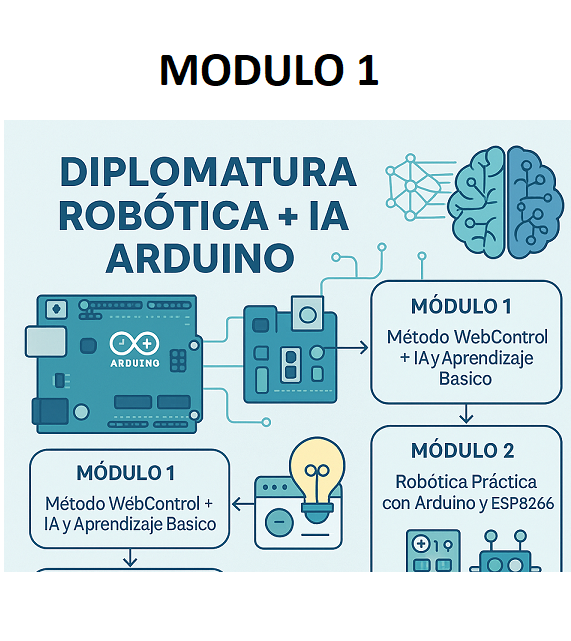 MODULO 1
DIPLOMATURA
ROBÓTICA + IA
ARDUINO
ARDUING
MÓDULO 1
Método WebControl
+ IA y Aprendizaje
Basico
MÓDULO 2
Robótica Práctica
con Arduino y ESP8266
MÓDULO 1
Método WebControl +
IA y Aprendizaje Basico